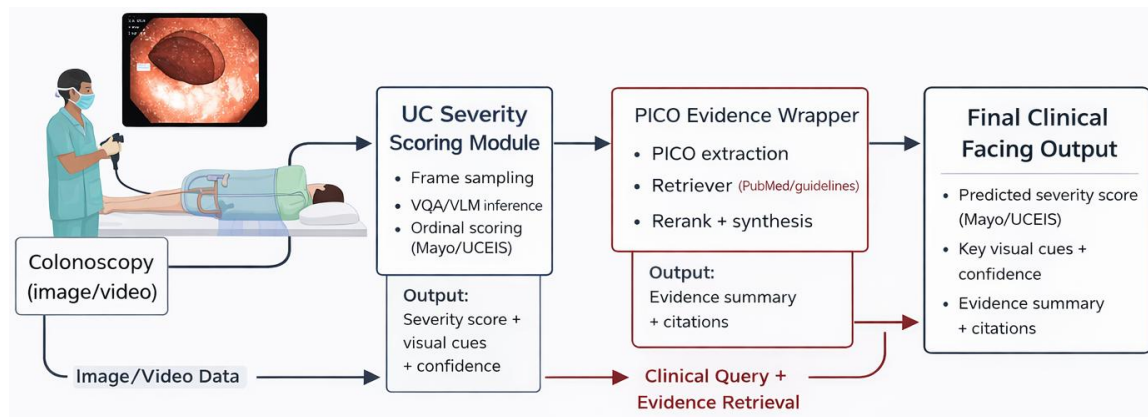 Colonoscopy
(image/video)
Image/Video Data
UC Severity
Scoring Module
• Frame sampling
• VQA/VLM inference
• Ordinal scoring
(Mayo/UCEIS)
Output:
Severity score +
visual cues
+ confidence
PICO Evidence Wrapper
• PICO extraction
• Retriever (PubMed/guidelines)
• Rerank + synthesis
Output:
Evidence summary
+ citations
Clinical Query +
Evidence Retrieval
Final Clinical
Facing Output
• Predicted severity score
(Mayo/UCEIS)
• Key visual cues +
confidence
• Evidence summary
+ citations